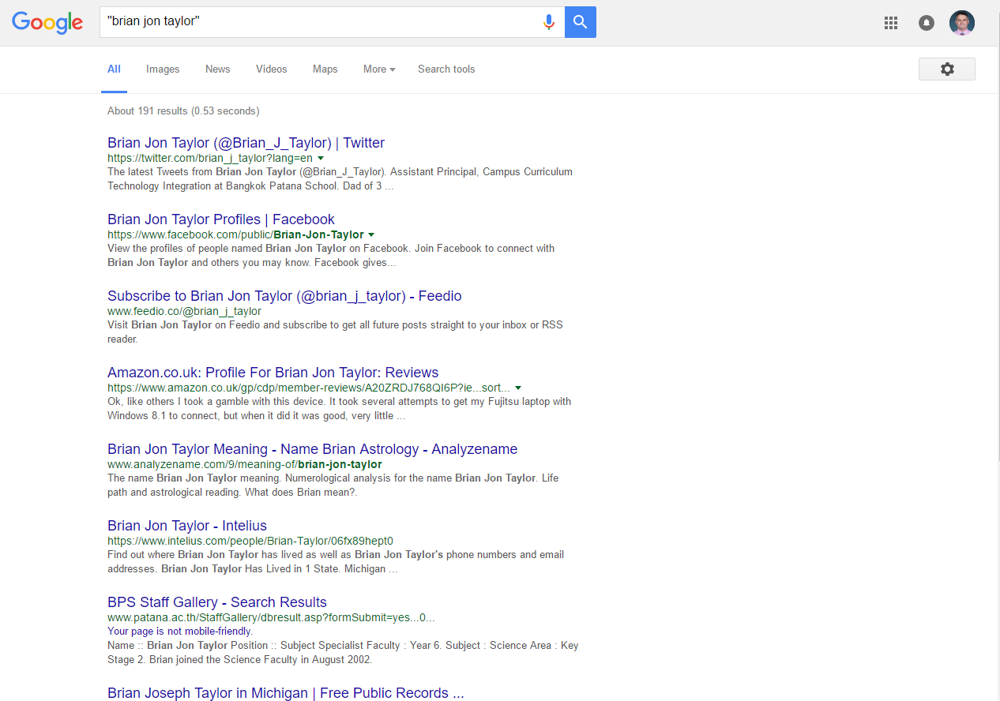 Google
"brian jon taylor"
All Images News Videos Maps More Search tools
About 191 results (0.53 seconds)
Brian Jon Taylor (@Brian_J_Taylor) | Twitter
https://twitter.com/brian_j_taylor?lang=en
The latest Tweets from Brian Jon Taylor (@Brian_J_Taylor). Assistant Principal, Campus Curriculum
Technology Integration at Bangkok Patana School. Dad of 3 ...
Brian Jon Taylor Profiles | Facebook
https://www.facebook.com/public/Brian-Jon-Taylor
View the profiles of people named Brian Jon Taylor on Facebook. Join Facebook to connect with
Brian Jon Taylor and others you may know. Facebook gives...
Subscribe to Brian Jon Taylor (@brian_j_taylor) - Feedio
www.feedio.co/@brian_j_taylor
Visit Brian Jon Taylor on Feedio and subscribe to get all future posts straight to your inbox or RSS
reader.
Amazon.co.uk: Profile For Brian Jon Taylor: Reviews
https://www.amazon.co.uk/gp/cdp/member-reviews/A20ZRDJ768QI6P?ie...sort...
Ok, like others I took a gamble with this device. It took several attempts to get my Fujitsu laptop with
Windows 8.1 to connect, but when it did it was good, very little ...
Brian Jon Taylor Meaning - Name Brian Astrology - Analyzename
www.analyzename.com/9/meaning-of/brian-jon-taylor
The name Brian Jon Taylor meaning. Numerological analysis for the name Brian Jon Taylor. Life
path and astrological reading. What does Brian mean?.
Brian Jon Taylor - Intelius
https://www.intelius.com/people/Brian-Taylor/06fx89hept0
Find out where Brian Jon Taylor has lived as well as Brian Jon Taylor's phone numbers and email
addresses. Brian Jon Taylor Has Lived in 1 State. Michigan ...
BPS Staff Gallery - Search Results
www.patana.ac.th/StaffGallery/dbresult.asp?formSubmit=yes...0...
Your page is not mobile-friendly.
Name :: Brian Jon Taylor Position :: Subject Specialist Faculty : Year 6. Subject : Science Area : Key
Stage 2. Brian joined the Science Faculty in August 2002.
Brian Joseph Taylor in Michigan | Free Public Records ...